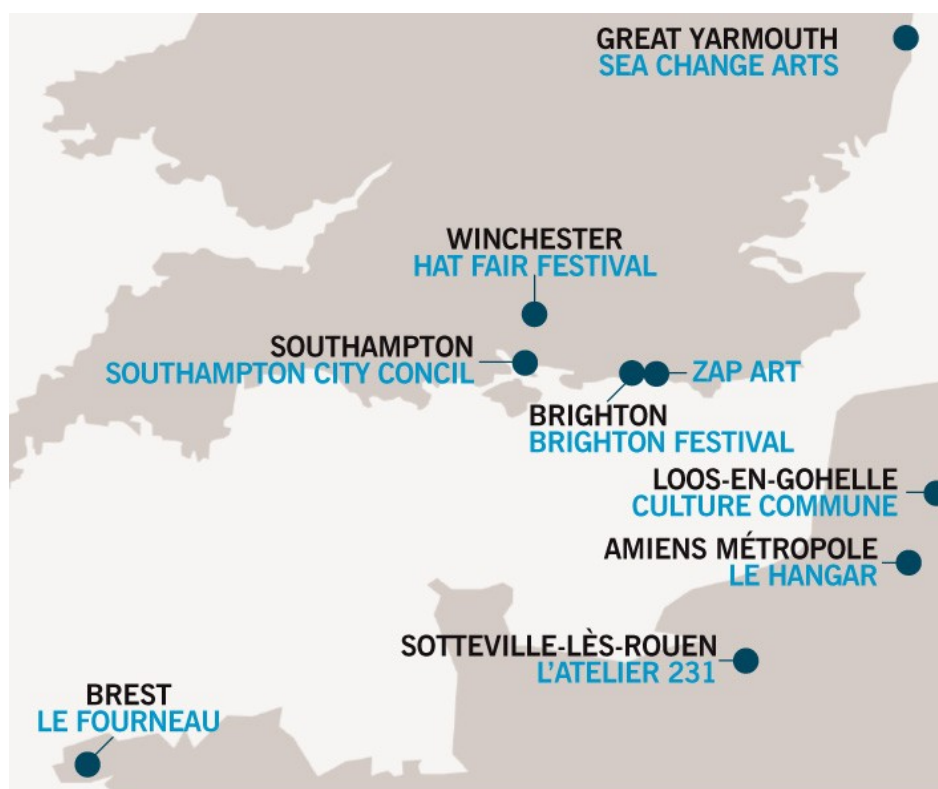 GREAT YARMOUTH
SEA CHANGE ARTS
WINCHESTER
HAT FAIR FESTIVAL
SOUTHAMPTON
SOUTHAMPTON CITY CONCIL
ZAP ART
BRIGHTON
BRIGHTON FESTIVAL
LOOS-EN-GOHELLE
CULTURE COMMUNE
AMIENS MÉTROPOLE
LE HANGAR
SOTTEVILLE-LÈS-ROUEN
L'ATELIER 231
BREST
LE FOURNEAU